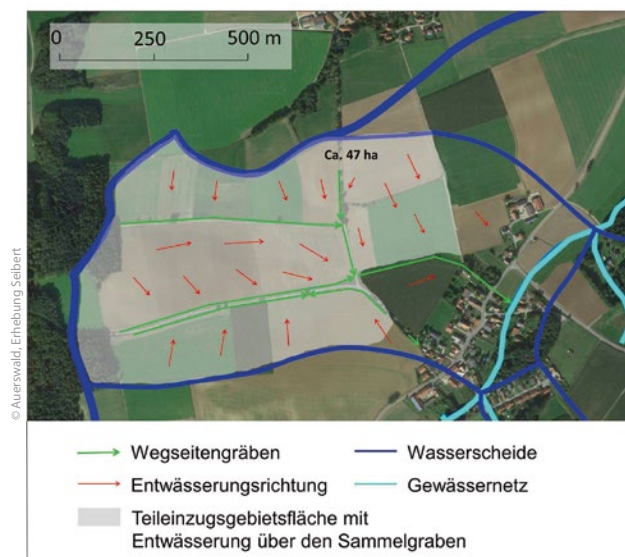 0 250 500 m
Ca. 47 ha
© Auerswald, Erhebung Seibert
Wegseitengräben
Wasserscheide
Entwässerungsrichtung
Gewässernetz
Teileinzugsgebietsfläche mit
Entwässerung über den Sammelgraben